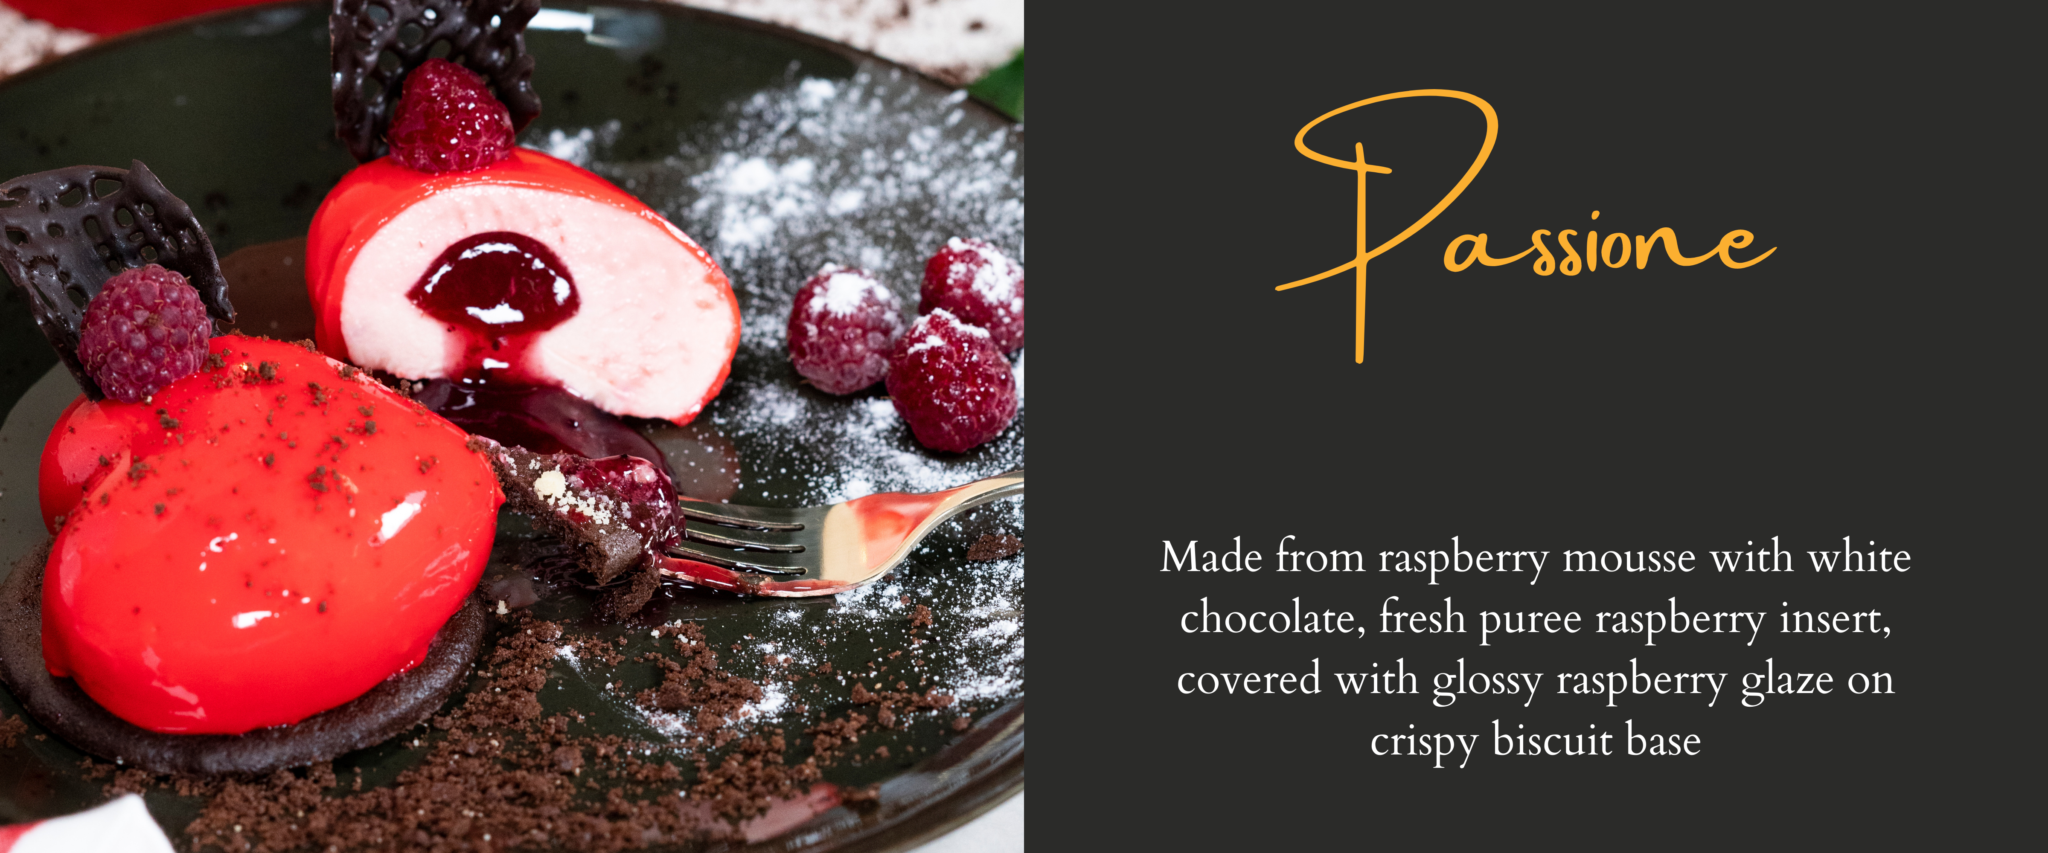 Passione
Made from raspberry mousse with white
chocolate, fresh puree raspberry insert,
covered with glossy raspberry glaze on
crispy biscuit base